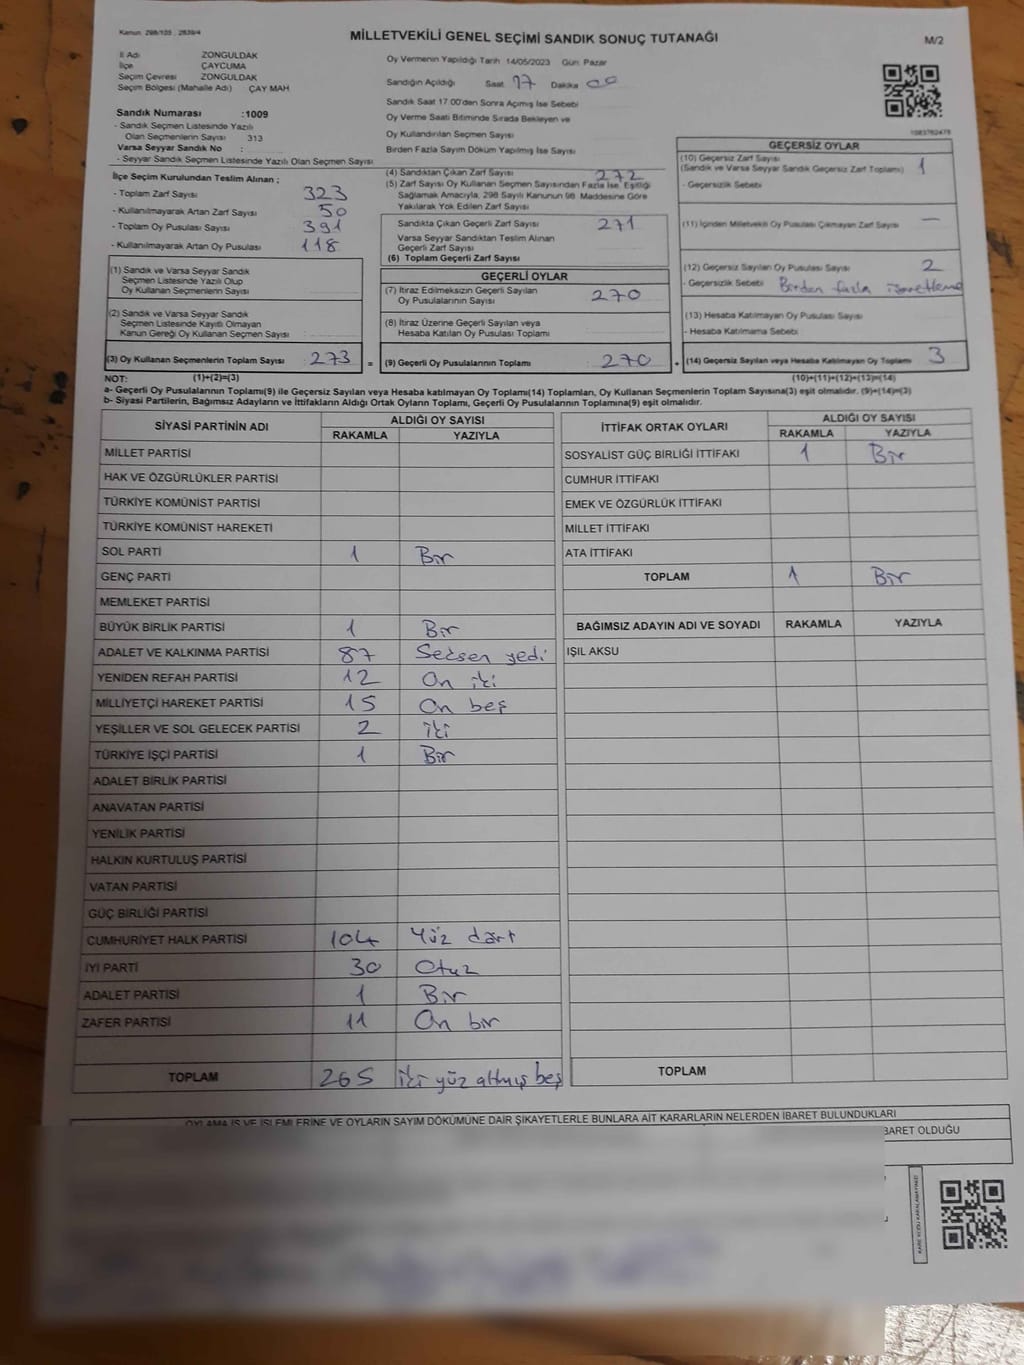 Kanun 298/105 , 2839/4
MİLLETVEKİLİ GENEL SEÇİMİ SANDIK SONUÇ TUTANAĞI
M/2
İl Adı ZONGULDAK
İlçe ÇAYCUMA
Seçim Çevresi ZONGULDAK
Seçim Bölgesi (Mahalle Adı) ÇAY MAH
Oy Vermenin Yapıldığı Tarih 14/05/2023 Gün Pazar
Sandığın Açıldığı Saat 17 Dakika 00
Sandık Saat 17.00'den Sonra Açımış İse Sebebi
Oy Verme Saati Bitiminde Sırada Bekleyen ve
Oy Kullandırılan Seçmen Sayısı
Birden Fazla Sayım Döküm Yapılmış İse Sayısı
Sandık Numarası :1009
- Sandık Seçmen Listesinde Yazılı
Olan Seçmenlerin Sayısı 313
Varsa Seyyar Sandık No :
- Seyyar Sandık Seçmen Listesinde Yazılı Olan Seçmen Sayısı
İlçe Seçim Kurulundan Teslim Alınan ;
- Toplam Zarf Sayısı 323
- Kullanılmayarak Artan Zarf Sayısı 50
- Toplam Oy Pusulası Sayısı 391
- Kullanılmayarak Artan Oy Pusulası 118
(1) Sandık ve Varsa Seyyar Sandık
Seçmen Listesinde Yazılı Olup
Oy Kullanan Seçmenlerin Sayısı
(2) Sandık ve Varsa Seyyar Sandık
Seçmen Listesinde Kayıtlı Olmayan
Kanun Gereği Oy Kullanan Seçmen Sayısı
(3) Oy Kullanan Seçmenlerin Toplam Sayısı 273 =
(1)+(2)=(3)
(4) Sandıktan Çıkan Zarf Sayısı 272
(5) Zarf Sayısı Oy Kullanan Seçmen Sayısından Fazla İse, Eşitliği
Sağlamak Amacıyla, 298 Sayılı Kanunun 98. Maddesine Göre
Yakılarak Yok Edilen Zarf Sayısı
Sandıkta Çıkan Geçerli Zarf Sayısı 271
Varsa Seyyar Sandıktan Teslim Alınan
Geçerli Zarf Sayısı
(6) Toplam Geçerli Zarf Sayısı
GEÇERLİ OYLAR
(7) İtiraz Edilmeksizin Geçerli Sayılan
Oy Pusulalarının Sayısı 270
(8) İtiraz Üzerine Geçerli Sayılan veya
Hesaba Katılan Oy Pusulası Toplamı
(9) Geçerli Oy Pusulalarının Toplamı 270 +
1083762478
GEÇERSİZ OYLAR
(10) Geçersiz Zarf Sayısı
(Sandık ve Varsa Seyyar Sandık Geçersiz Zarf Toplamı) 1
- Geçersizlik Sebebi
(11) İçinden Milletvekili Oy Pusulası Çıkmayan Zarf Sayısı —
(12) Geçersiz Sayılan Oy Pusulası Sayısı 2
- Geçersizlik Sebebi Birden fazla işaretleme
(13) Hesaba Katılmayan Oy Pusulası Sayısı
- Hesaba Katılmama Sebebi
(14) Geçersiz Sayılan veya Hesaba Katılmayan Oy Toplamı 3
(10)+(11)+(12)+(13)=(14)
NOT:
a- Geçerli Oy Pusulalarının Toplamı(9) ile Geçersiz Sayılan veya Hesaba katılmayan Oy Toplamı(14) Toplamları, Oy Kullanan Seçmenlerin Toplam Sayısına(3) eşit olmalıdır. (9)+(14)=(3)
b- Siyasi Partilerin, Bağımsız Adayların ve İttifakların Aldığı Ortak Oyların Toplamı, Geçerli Oy Pusulalarının Toplamına(9) eşit olmalıdır.
SİYASİ PARTİNİN ADI ALDIĞI OY SAYISI
RAKAMLA YAZIYLA
MİLLET PARTİSİ
HAK VE ÖZGÜRLÜKLER PARTİSİ
TÜRKİYE KOMÜNİST PARTİSİ
TÜRKİYE KOMÜNİST HAREKETİ
SOL PARTİ 1 Bir
GENÇ PARTİ
MEMLEKET PARTİSİ
BÜYÜK BİRLİK PARTİSİ 1 Bir
ADALET VE KALKINMA PARTİSİ 87 Seksen yedi
YENİDEN REFAH PARTİSİ 12 On iki
MİLLİYETÇİ HAREKET PARTİSİ 15 On beş
YEŞİLLER VE SOL GELECEK PARTİSİ 2 iki
TÜRKİYE İŞÇİ PARTİSİ 1 Bir
ADALET BİRLİK PARTİSİ
ANAVATAN PARTİSİ
YENİLİK PARTİSİ
HALKIN KURTULUŞ PARTİSİ
VATAN PARTİSİ
GÜÇ BİRLİĞİ PARTİSİ
CUMHURİYET HALK PARTİSİ 104 Yüz dört
İYİ PARTİ 30 Otuz
ADALET PARTİSİ 1 Bir
ZAFER PARTİSİ 11 On bir
TOPLAM 265 iki yüz altmış beş
İTTİFAK ORTAK OYLARI ALDIĞI OY SAYISI
RAKAMLA YAZIYLA
SOSYALİST GÜÇ BİRLİĞİ İTTİFAKI 1 Bir
CUMHUR İTTİFAKI
EMEK VE ÖZGÜRLÜK İTTİFAKI
MİLLET İTTİFAKI
ATA İTTİFAKI
TOPLAM 1 Bir
BAĞIMSIZ ADAYIN ADI VE SOYADI RAKAMLA YAZIYLA
IŞIL AKSU
TOPLAM
OYLAMA İŞ VE İŞLEMLERİNE VE OYLARIN SAYIM DÖKÜMÜNE DAİR ŞİKAYETLERLE BUNLARA AİT KARARLARIN NELERDEN İBARET BULUNDUKLARI
BARET OLDUĞU
KARE KODU KARALAMAYINIZ!